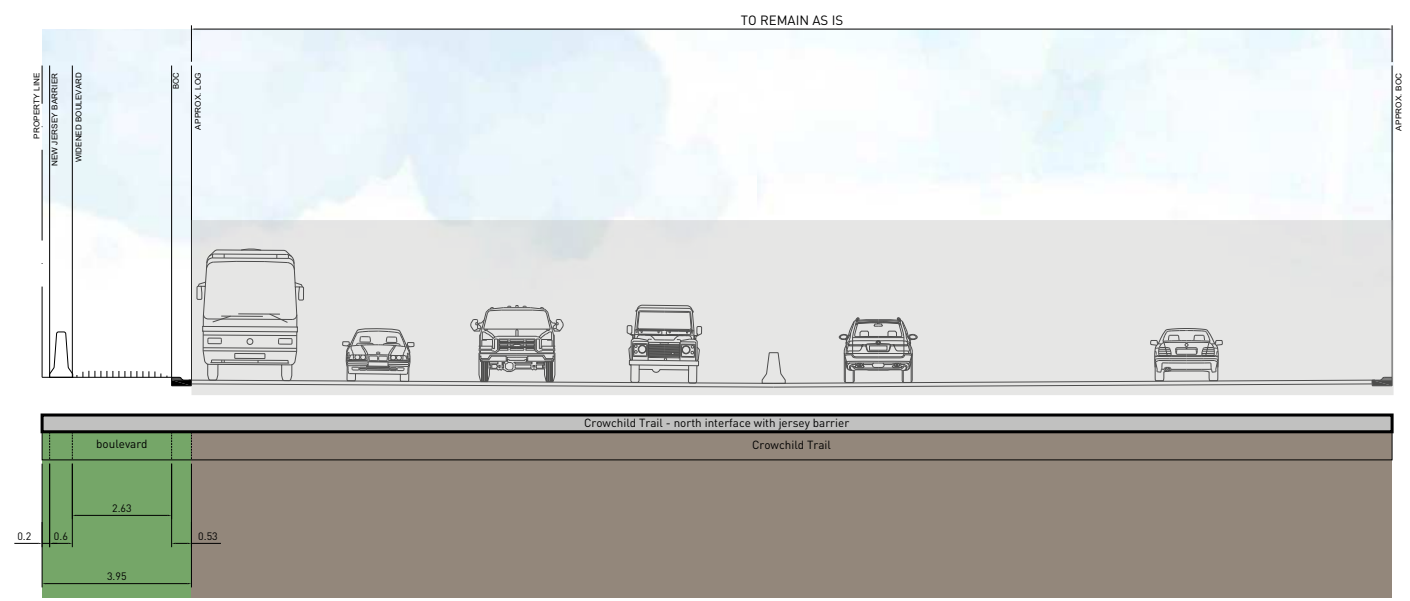 TO REMAIN AS IS
PROPERTY LINE
NEW JERSEY BARRIER
WIDENED BOULEVARD
BOC
APPROX. LOG
APPROX. BOC
Crowchild Trail - north interface with jersey barrier
boulevard
Crowchild Trail
2.63
0.2
0.6
0.53
3.95